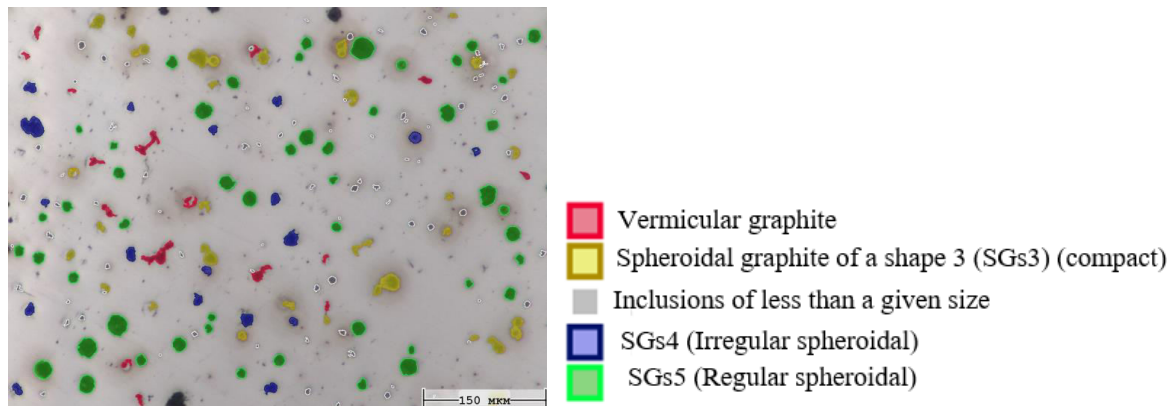 Vermicular graphite
Spheroidal graphite of a shape 3 (SGs3) (compact)
Inclusions of less than a given size
SGs4 (Irregular spheroidal)
SGs5 (Regular spheroidal)
150 мкм